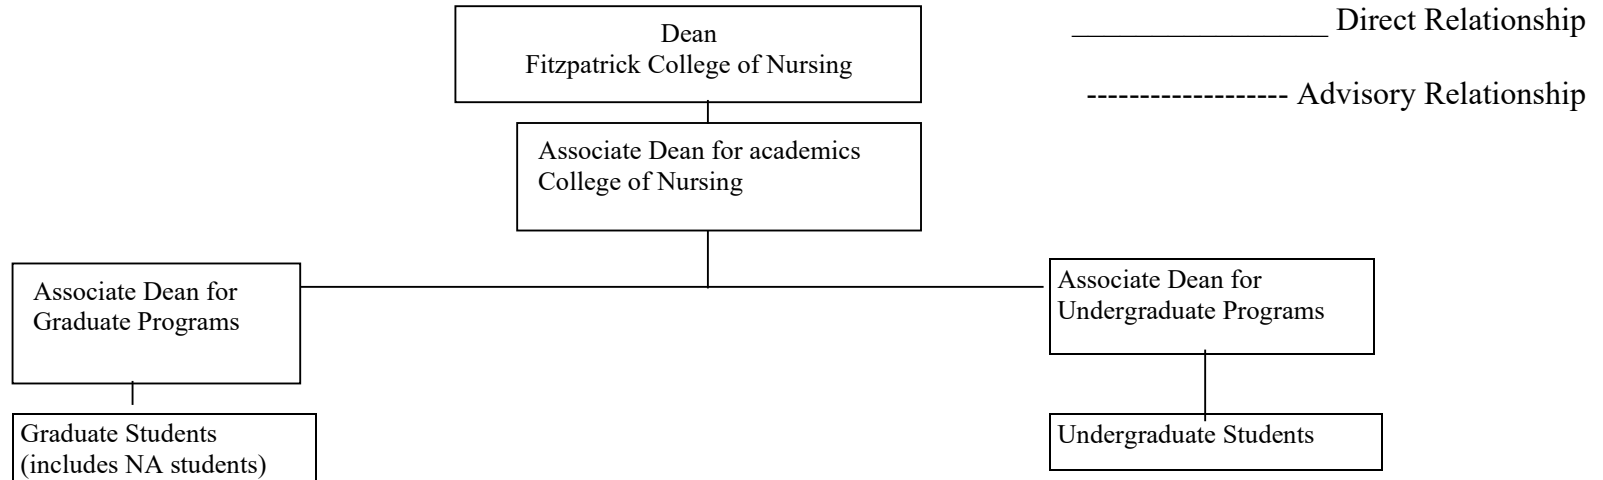 Dean
Fitzpatrick College of Nursing
Direct Relationship
Advisory Relationship
Associate Dean for academics
College of Nursing
Associate Dean for
Graduate Programs
Associate Dean for
Undergraduate Programs
Graduate Students
(includes NA students)
Undergraduate Students